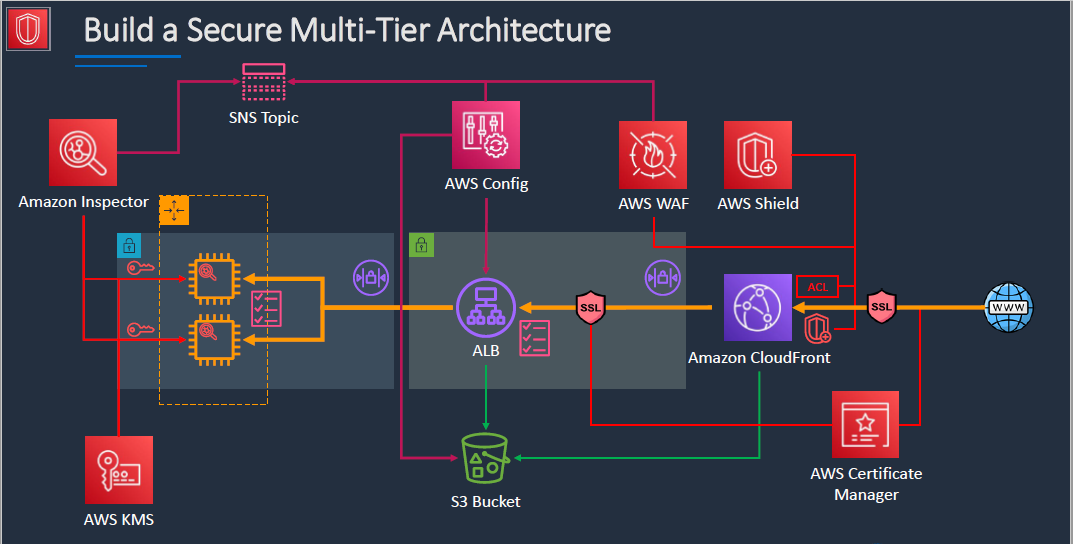 Build a Secure Multi-Tier Architecture
SNS Topic
Amazon Inspector
AWS Config
AWS WAF
AWS Shield
ACL
SSL
SSL
WWW
ALB
Amazon CloudFront
S3 Bucket
AWS Certificate
Manager
AWS KMS